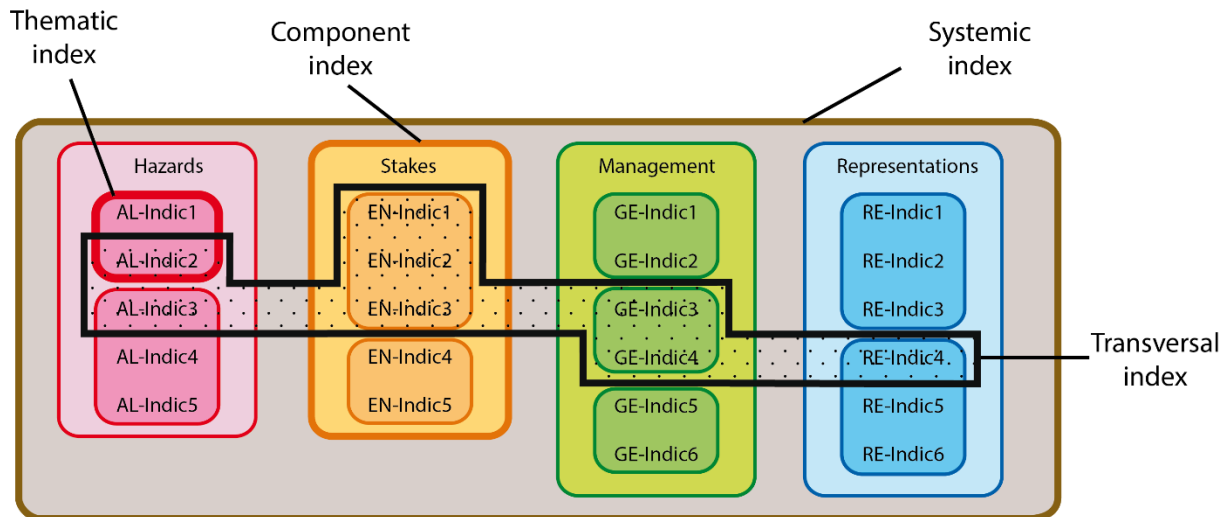 Thematic
index
Component
index
Systemic
index
Hazards
AL-Indic1
AL-Indic2
AL-Indic3
AL-Indic4
AL-Indic5
Stakes
EN-Indic1
EN-Indic2
EN-Indic3
EN-Indic4
EN-Indic5
Management
GE-Indic1
GE-Indic2
GE-Indic3
GE-Indic4
GE-Indic5
GE-Indic6
Representations
RE-Indic1
RE-Indic2
RE-Indic3
RE-Indic4
RE-Indic5
RE-Indic6
Transversal
index